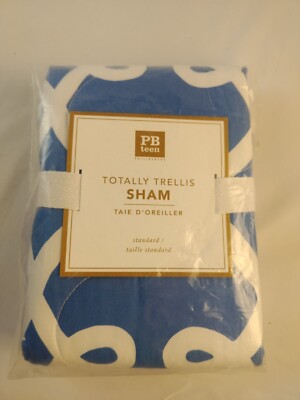 PB
teen
TOTALLY TRELLIS
SHAM
TAIE D'OREILLER
standard /
taille standard